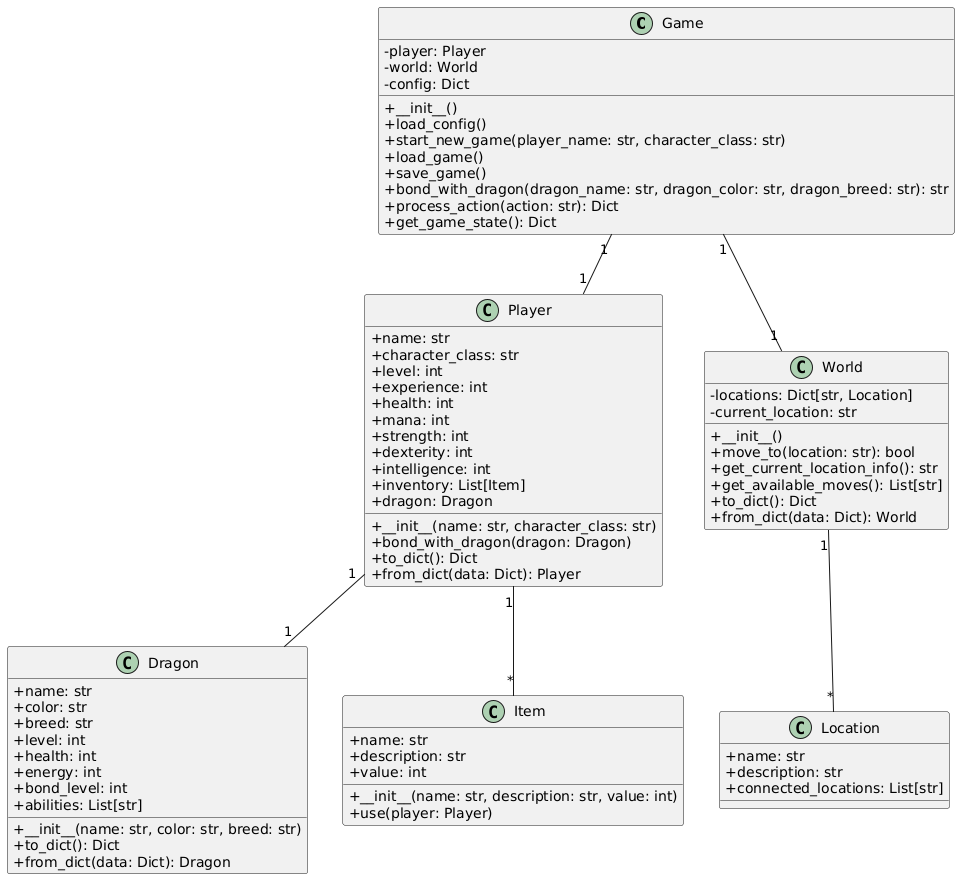 C Game
-player: Player
-world: World
-config: Dict
+__init__()
+load_config()
+start_new_game(player_name: str, character_class: str)
+load_game()
+save_game()
+bond_with_dragon(dragon_name: str, dragon_color: str, dragon_breed: str): str
+process_action(action: str): Dict
+get_game_state(): Dict
1
1
1
1
C Player
+name: str
+character_class: str
+level: int
+experience: int
+health: int
+mana: int
+strength: int
+dexterity: int
+intelligence: int
+inventory: List[Item]
+dragon: Dragon
+__init__(name: str, character_class: str)
+bond_with_dragon(dragon: Dragon)
+to_dict(): Dict
+from_dict(data: Dict): Player
C World
-locations: Dict[str, Location]
-current_location: str
+__init__()
+move_to(location: str): bool
+get_current_location_info(): str
+get_available_moves(): List[str]
+to_dict(): Dict
+from_dict(data: Dict): World
1
1
1
*
1
*
C Dragon
+name: str
+color: str
+breed: str
+level: int
+health: int
+energy: int
+bond_level: int
+abilities: List[str]
+__init__(name: str, color: str, breed: str)
+to_dict(): Dict
+from_dict(data: Dict): Dragon
C Item
+name: str
+description: str
+value: int
+__init__(name: str, description: str, value: int)
+use(player: Player)
C Location
+name: str
+description: str
+connected_locations: List[str]